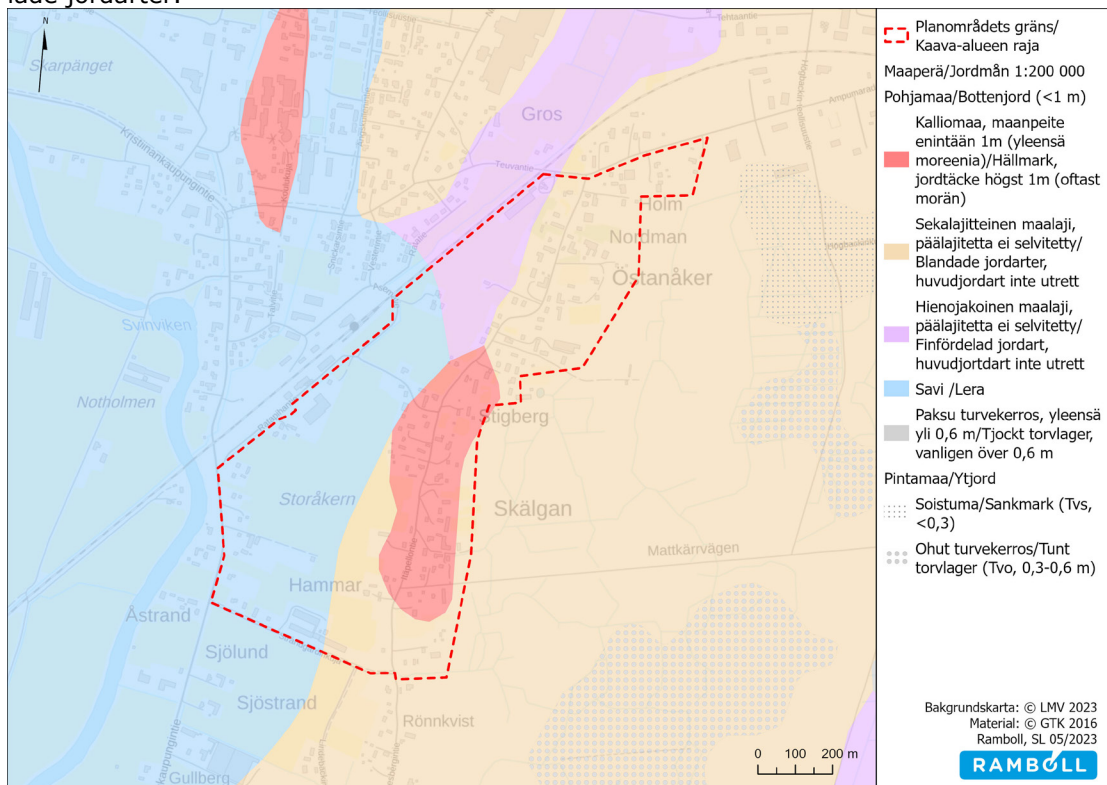 lade jordarter.
N
Skarpänget
Kristiinankaupungintie
Gros
Teuvantie
Holm
Nordman
Östanåker
Svinviken
Notholmen
Stigberg
Storåkern
Skälgan
Mattkärrvägen
Hammar
Åstrand
Sjölund
Sjöstrand
Rönnkvist
Gullberg
0 100 200 m
Planområdets gräns/
Kaava-alueen raja
Maaperä/Jordmån 1:200 000
Pohjamaa/Bottenjord (<1 m)
Kalliomaa, maanpeite
enintään 1m (yleensä
moreenia)/Hällmark,
jordtäcke högst 1m (oftast
morän)
Sekalajitteinen maalaji,
päälajitetta ei selvitetty/
Blandade jordarter,
huvudjordart inte utrett
Hienojakoinen maalaji,
päälajitetta ei selvitetty/
Finfördelad jordart,
huvudjortdart inte utrett
Savi /Lera
Paksu turvekerros, yleensä
yli 0,6 m/Tjockt torvlager,
vanligen över 0,6 m
Pintamaa/Ytjord
Soistuma/Sankmark (Tvs,
<0,3)
Ohut turvekerros/Tunt
torvlager (Tvo, 0,3-0,6 m)
Bakgrundskarta: © LMV 2023
Material: © GTK 2016
Ramboll, SL 05/2023
RAMBOLL